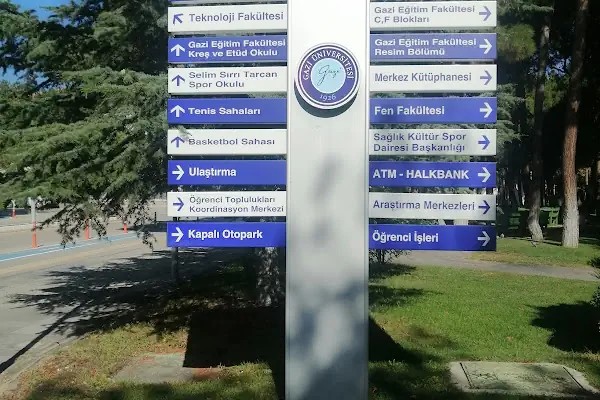 Teknoloji Fakültesi
Gazi Eğitim Fakültesi
Kreş ve Etüd Okulu
Selim Sırrı Tarcan
Spor Okulu
Tenis Sahaları
Basketbol Sahası
Ulaştırma
Öğrenci Toplulukları
Koordinasyon Merkezi
Kapalı Otopark
GAZİ ÜNİVERSİTESİ
Gazi
1926
Gazi Eğitim Fakültesi
C,F Blokları
Gazi Eğitim Fakültesi
Resim Bölümü
Merkez Kütüphanesi
Fen Fakültesi
Sağlık Kültür Spor
Dairesi Başkanlığı
ATM - HALKBANK
Araştırma Merkezleri
Öğrenci İşleri